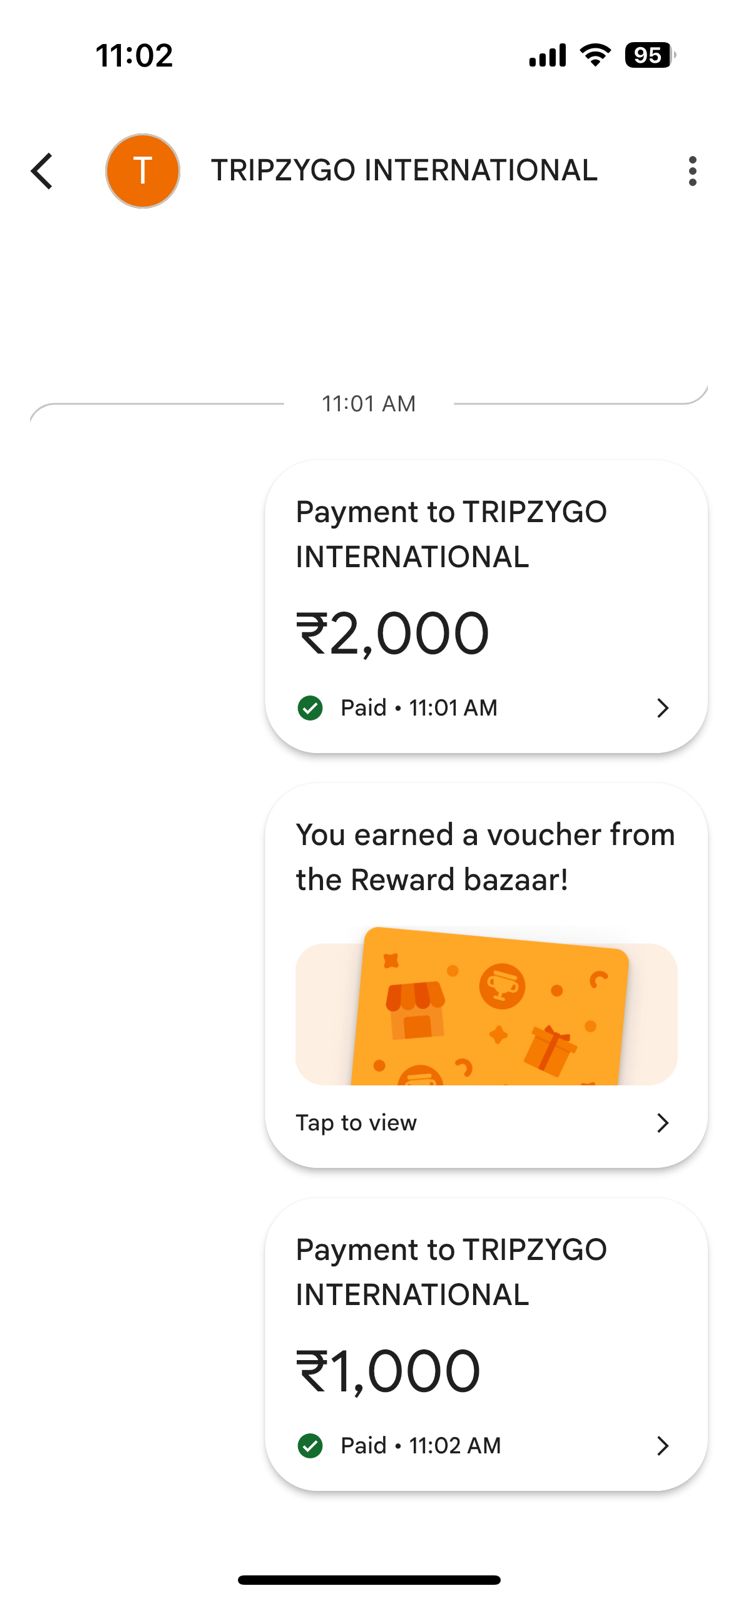 11:02
95
T
TRIPZYGO INTERNATIONAL
11:01 AM
Payment to TRIPZYGO
INTERNATIONAL
₹2,000
Paid • 11:01 AM
You earned a voucher from
the Reward bazaar!
Tap to view
Payment to TRIPZYGO
INTERNATIONAL
₹1,000
Paid • 11:02 AM